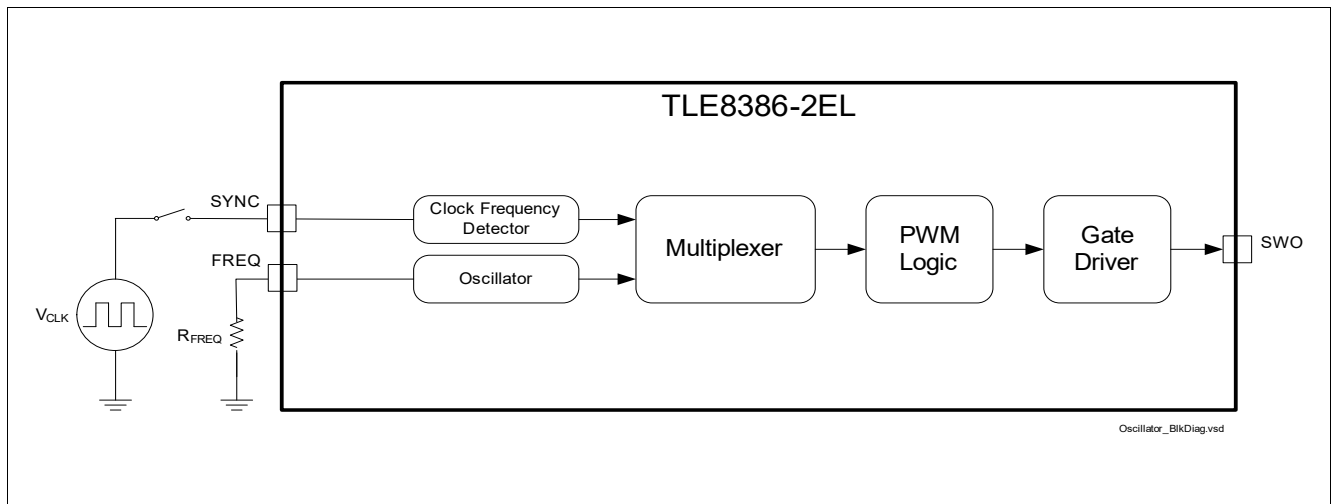 TLE8386-2EL
SYNC
Clock Frequency
Detector
FREQ
Oscillator
Multiplexer
PWM
Logic
Gate
Driver
SWO
VCLK
RFREQ
Oscillator_BlkDiag.vsd